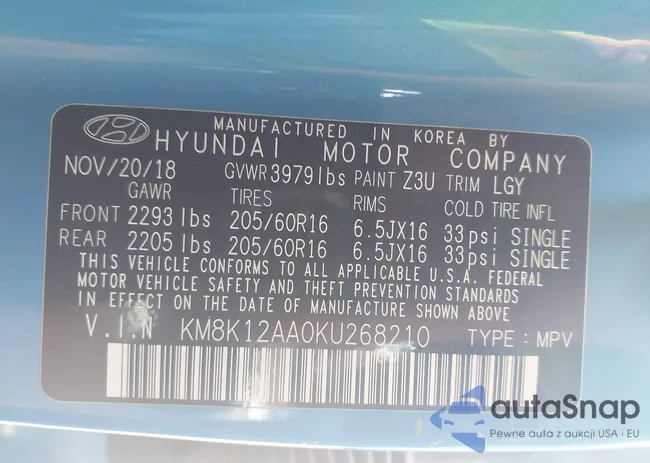 MANUFACTURED IN KOREA BY
HYUNDAI MOTOR COMPANY
NOV/20/18 GVWR 3979lbs PAINT Z3U TRIM LGY
GAWR TIRES RIMS COLD TIRE INFL
FRONT 2293 lbs 205/60R16 6.5JX16 33psi SINGLE
REAR 2205 lbs 205/60R16 6.5JX16 33psi SINGLE
THIS VEHICLE CONFORMS TO ALL APPLICABLE U.S.A. FEDERAL
MOTOR VEHICLE SAFETY AND THEFT PREVENTION STANDARDS
IN EFFECT ON THE DATE OF MANUFACTURE SHOWN ABOVE
V.I.N KM8K12AA0KU268210 TYPE: MPV
autaSnap
Pewne auta z aukcji USA i EU